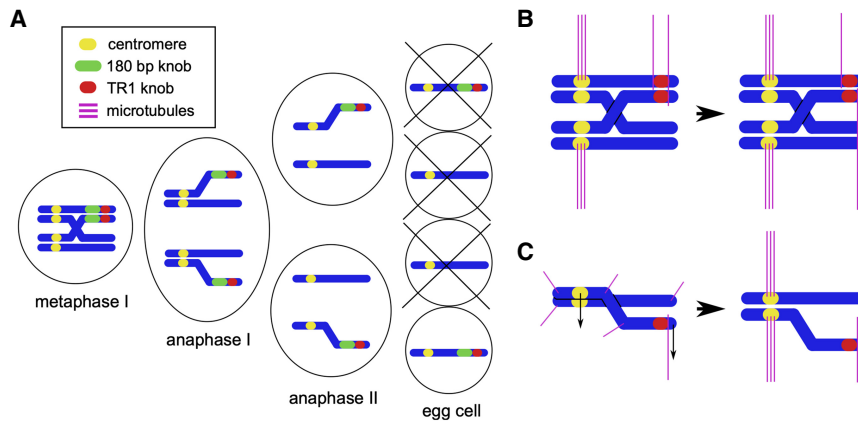 A
centromere
180 bp knob
TR1 knob
microtubules
metaphase I
anaphase I
anaphase II
egg cell
B
C